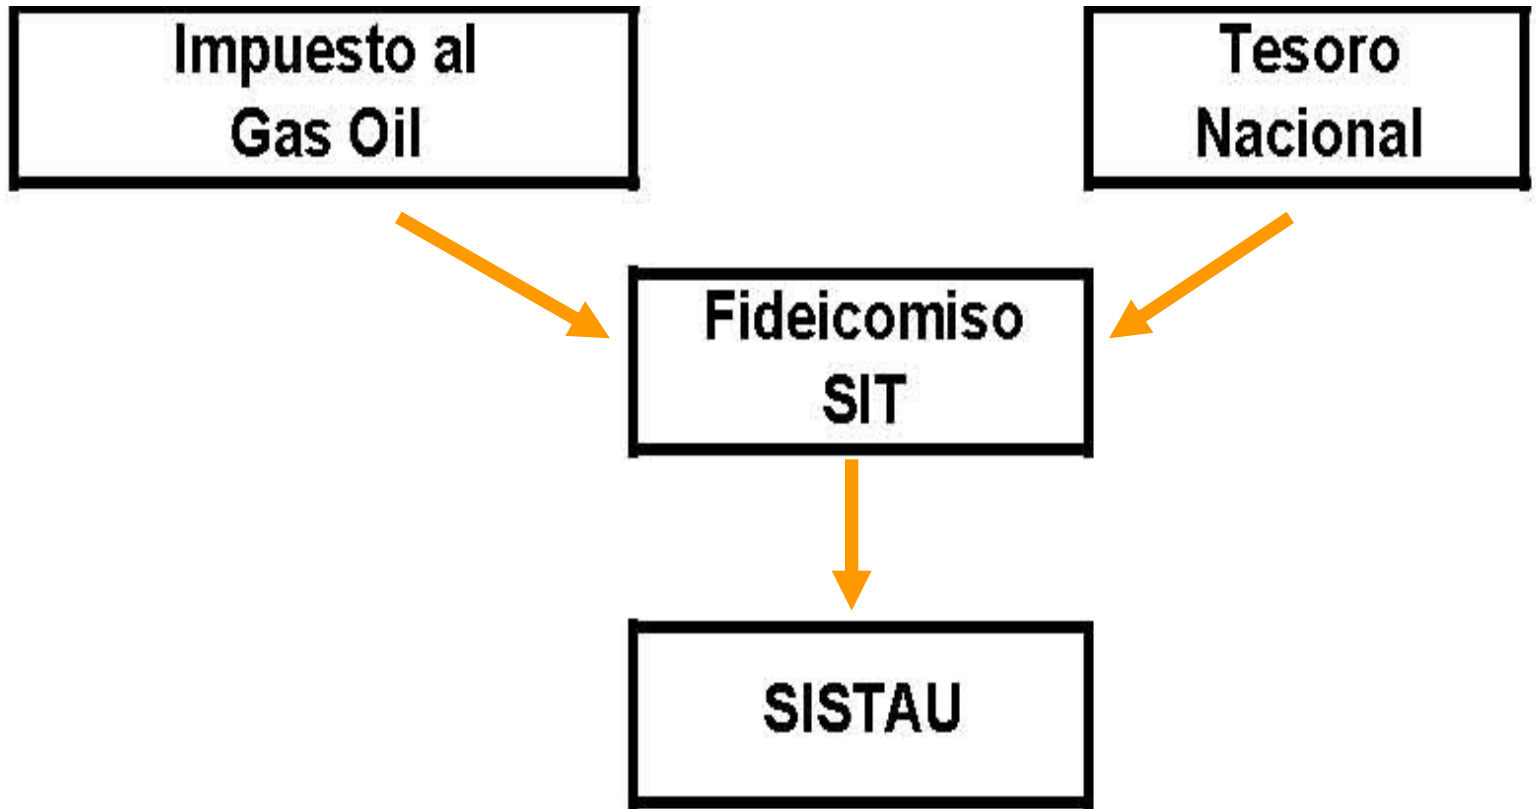 Impuesto al
Gas Oil
Tesoro
Nacional
Fideicomiso
SIT
SISTAU